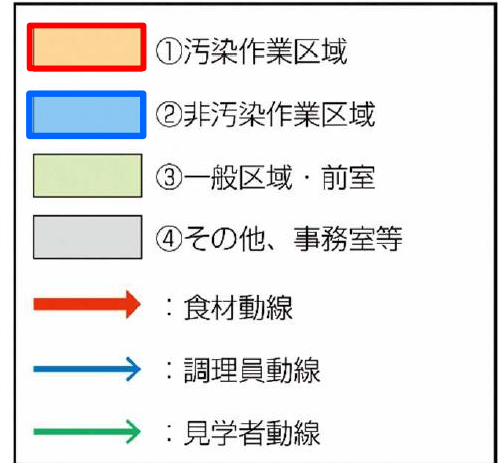 ①汚染作業区域
②非汚染作業区域
③一般区域・前室
④その他、事務室等
：食材動線
：調理員動線
：見学者動線